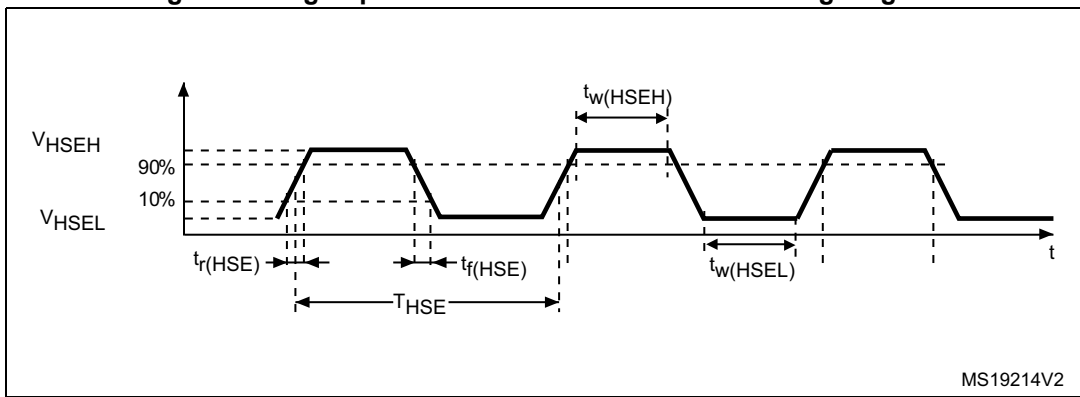 tw(HSEH)
VHSEH
90%
10%
VHSEL
tr(HSE)
tf(HSE)
tw(HSEL)
t
THSE
MS19214V2